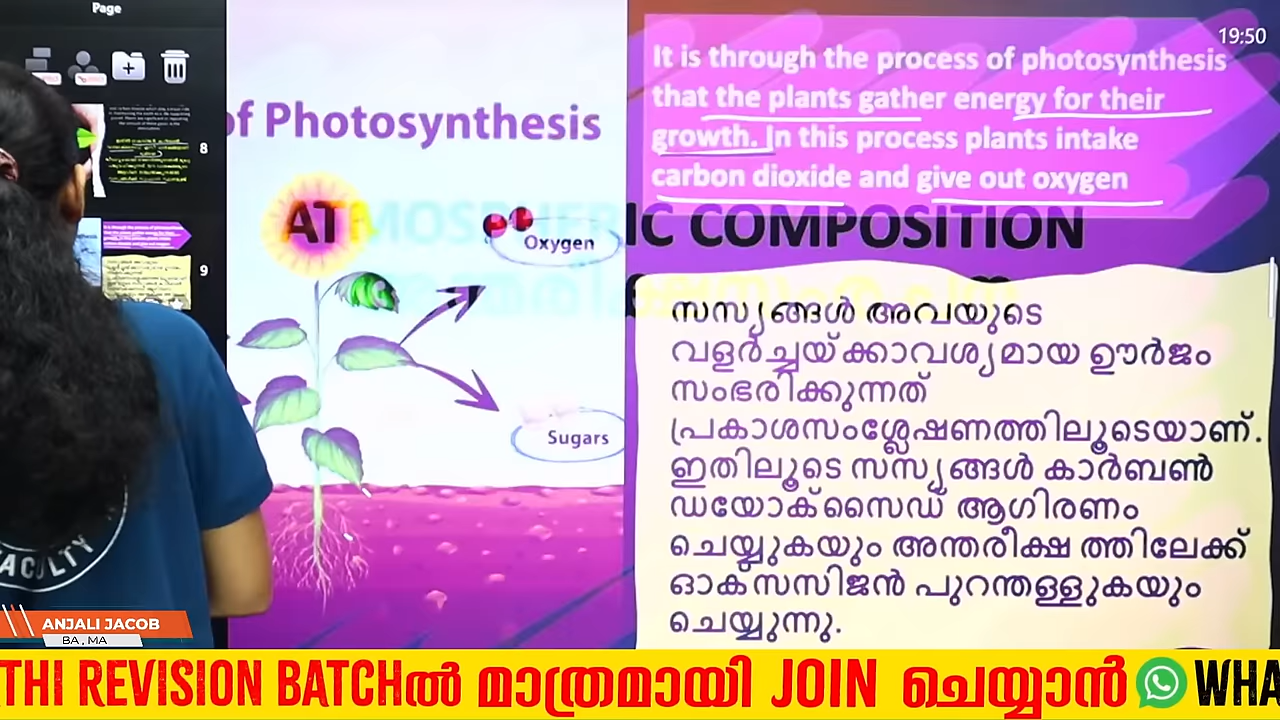 Page
19:50
8
9
of Photosynthesis
It is through the process of photosynthesis
that the plants gather energy for their
growth. In this process plants intake
carbon dioxide and give out oxygen
ATMOSPHERIC COMPOSITION
Oxygen
Sugars
സസ്യങ്ങൾ അവയുടെ
വളർച്ചയ്ക്കാവശ്യമായ ഊർജം
സംഭരിക്കുന്നത്
പ്രകാശസംശ്ലേഷണത്തിലൂടെയാണ്.
ഇതിലൂടെ സസ്യങ്ങൾ കാർബൺ
ഡയോക്സൈഡ് ആഗിരണം
ചെയ്യുകയും അന്തരീക്ഷ ത്തിലേക്ക്
ഓക്സസിജൻ പുറന്തള്ളുകയും
ചെയ്യുന്നു.
FACULTY
ANJALI JACOB
BA , MA
THI REVISION BATCHൽ മാത്രമായി JOIN ചെയ്യാൻ WHA